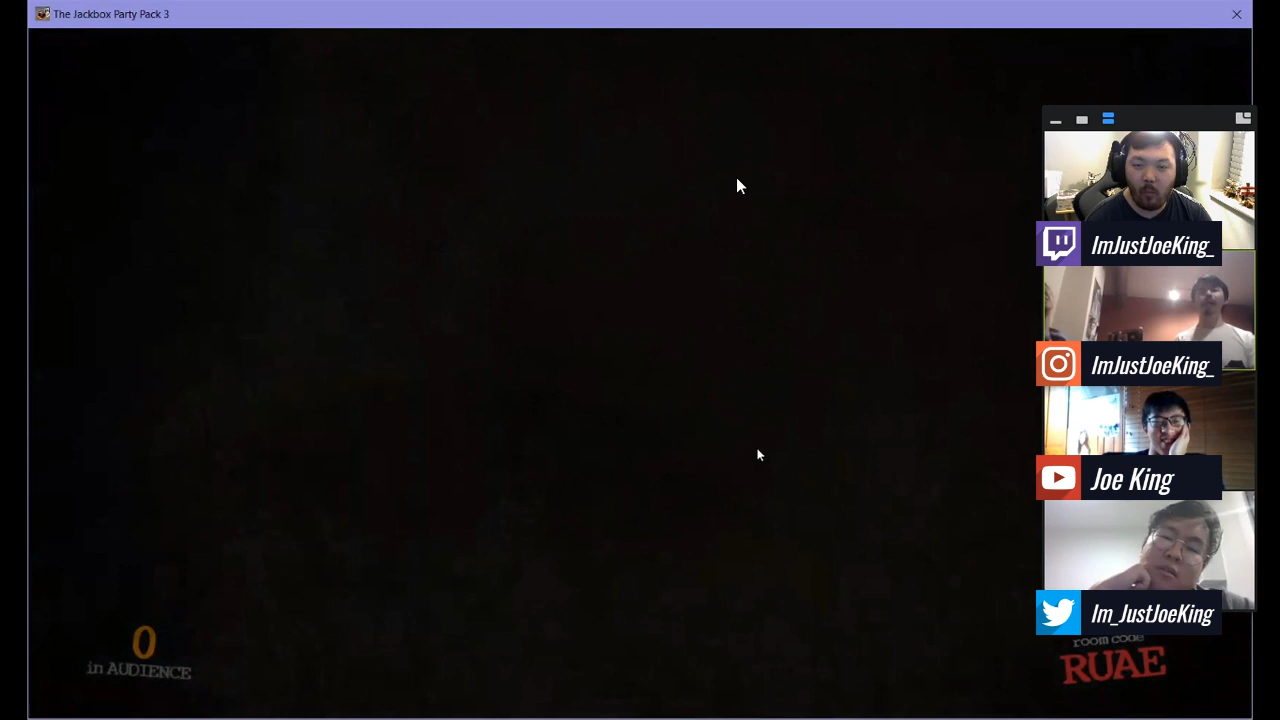 The Jackbox Party Pack 3
ImJustJoeKing_
ImJustJoeKing_
Joe King
Im_JustJoeKing
0
in AUDIENCE
room code
RUAE